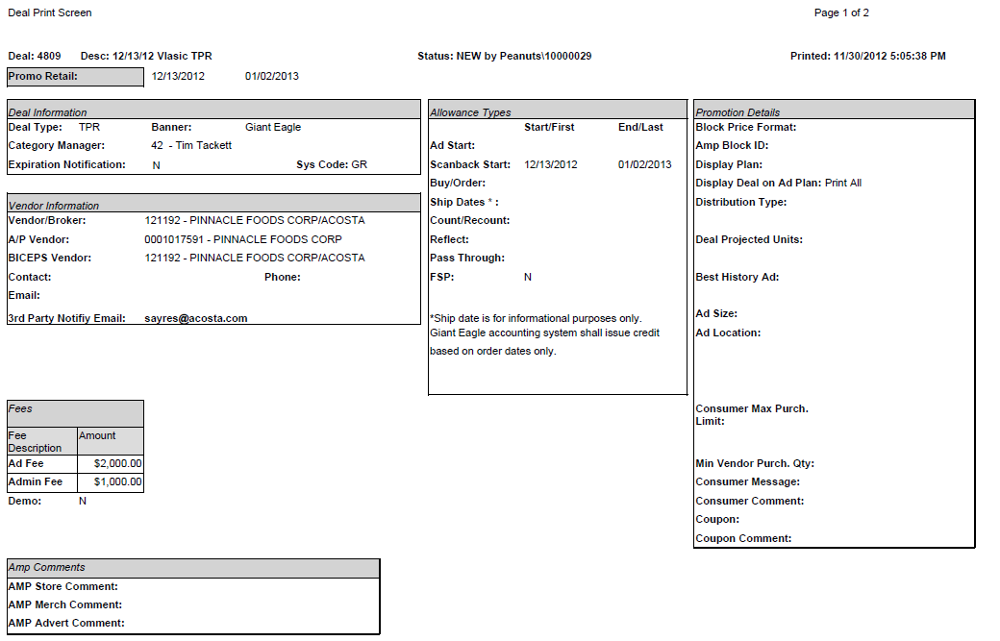 Deal Print Screen Page 1 of 2
Deal: 4809 Desc: 12/13/12 Vlasic TPR Status: NEW by Peanuts\10000029 Printed: 11/30/2012 5:05:38 PM
Promo Retail: 12/13/2012 01/02/2013
Deal Information
Deal Type: TPR Banner: Giant Eagle
Category Manager: 42 - Tim Tackett
Expiration Notification: N Sys Code: GR
Vendor Information
Vendor/Broker: 121192 - PINNACLE FOODS CORP/ACOSTA
A/P Vendor: 0001017591 - PINNACLE FOODS CORP
BICEPS Vendor: 121192 - PINNACLE FOODS CORP/ACOSTA
Contact: Phone:
Email:
3rd Party Notifiy Email: sayres@acosta.com
Allowance Types
Start/First End/Last
Ad Start:
Scanback Start: 12/13/2012 01/02/2013
Buy/Order:
Ship Dates * :
Count/Recount:
Reflect:
Pass Through:
FSP: N
*Ship date is for informational purposes only.
Giant Eagle accounting system shall issue credit
based on order dates only.
Promotion Details
Block Price Format:
Amp Block ID:
Display Plan:
Display Deal on Ad Plan: Print All
Distribution Type:
Deal Projected Units:
Best History Ad:
Ad Size:
Ad Location:
Consumer Max Purch.
Limit:
Min Vendor Purch. Qty:
Consumer Message:
Consumer Comment:
Coupon:
Coupon Comment:
Fees
Fee Amount
Description
Ad Fee $2,000.00
Admin Fee $1,000.00
Demo: N
Amp Comments
AMP Store Comment:
AMP Merch Comment:
AMP Advert Comment: